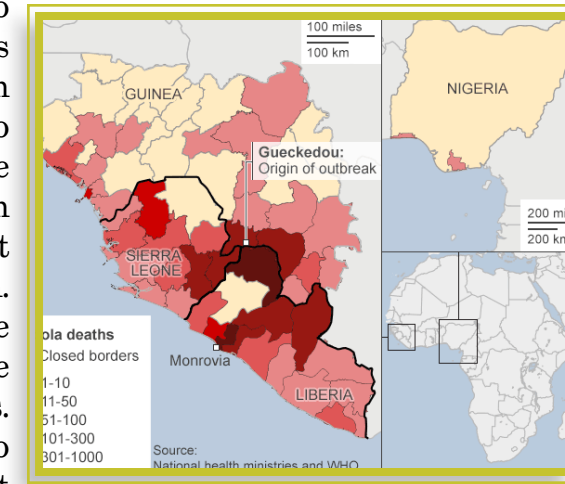 100 miles
100 km
GUINEA
NIGERIA
Gueckedou:
Origin of outbreak
200 mi
200 km
SIERRA
LEONE
ola deaths
Closed borders
1-10
11-50
51-100
101-300
301-1000
Monrovia
LIBERIA
Source:
National health ministries and WHO